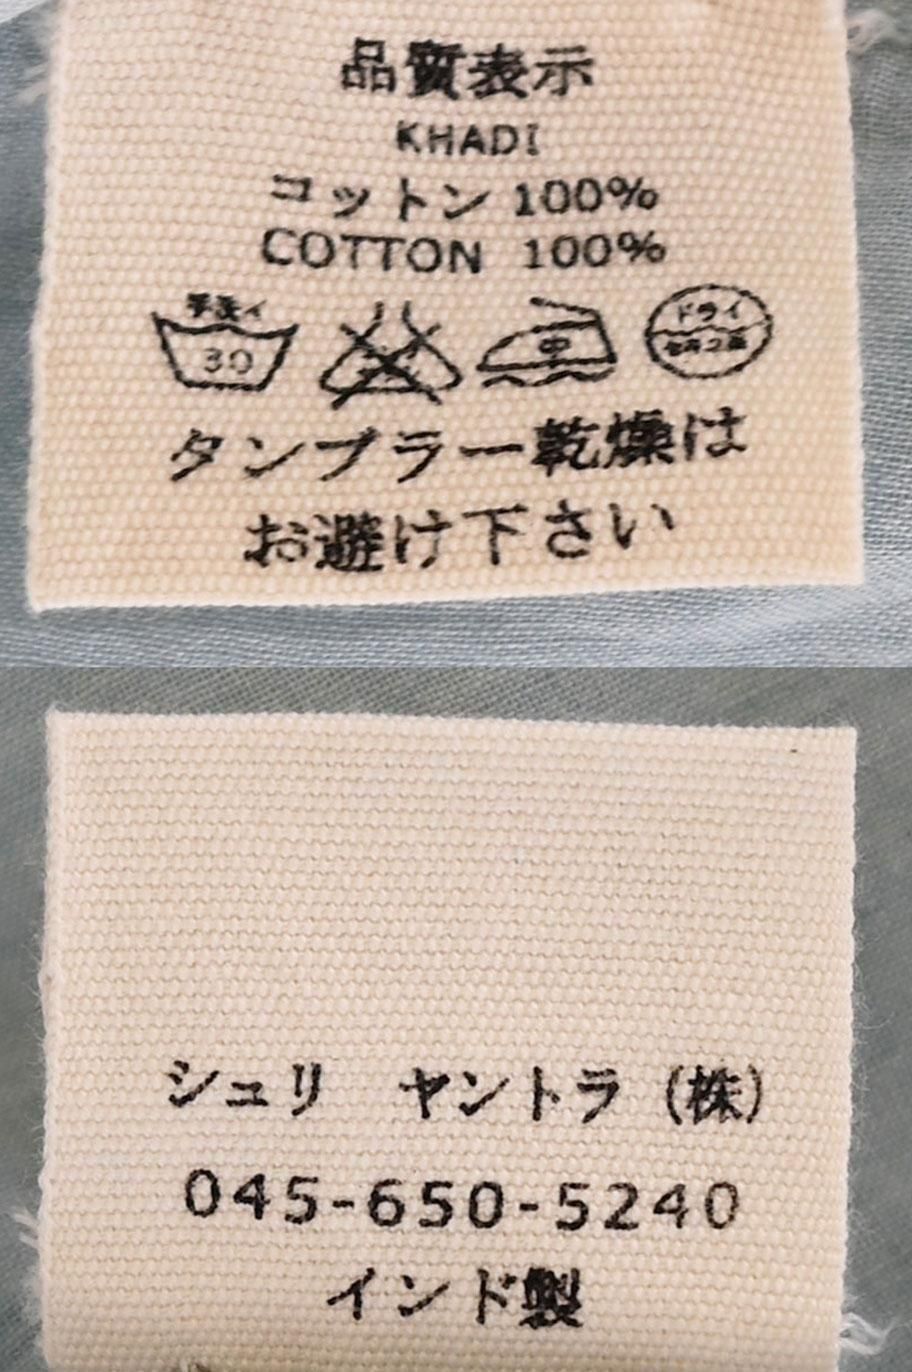 品質表示
KHADI
コットン 100%
COTTON 100%
手洗イ
30
中
ドライ
タンブラー乾燥は
お避け下さい
シュリ ヤントラ (株)
045-650-5240
インド製